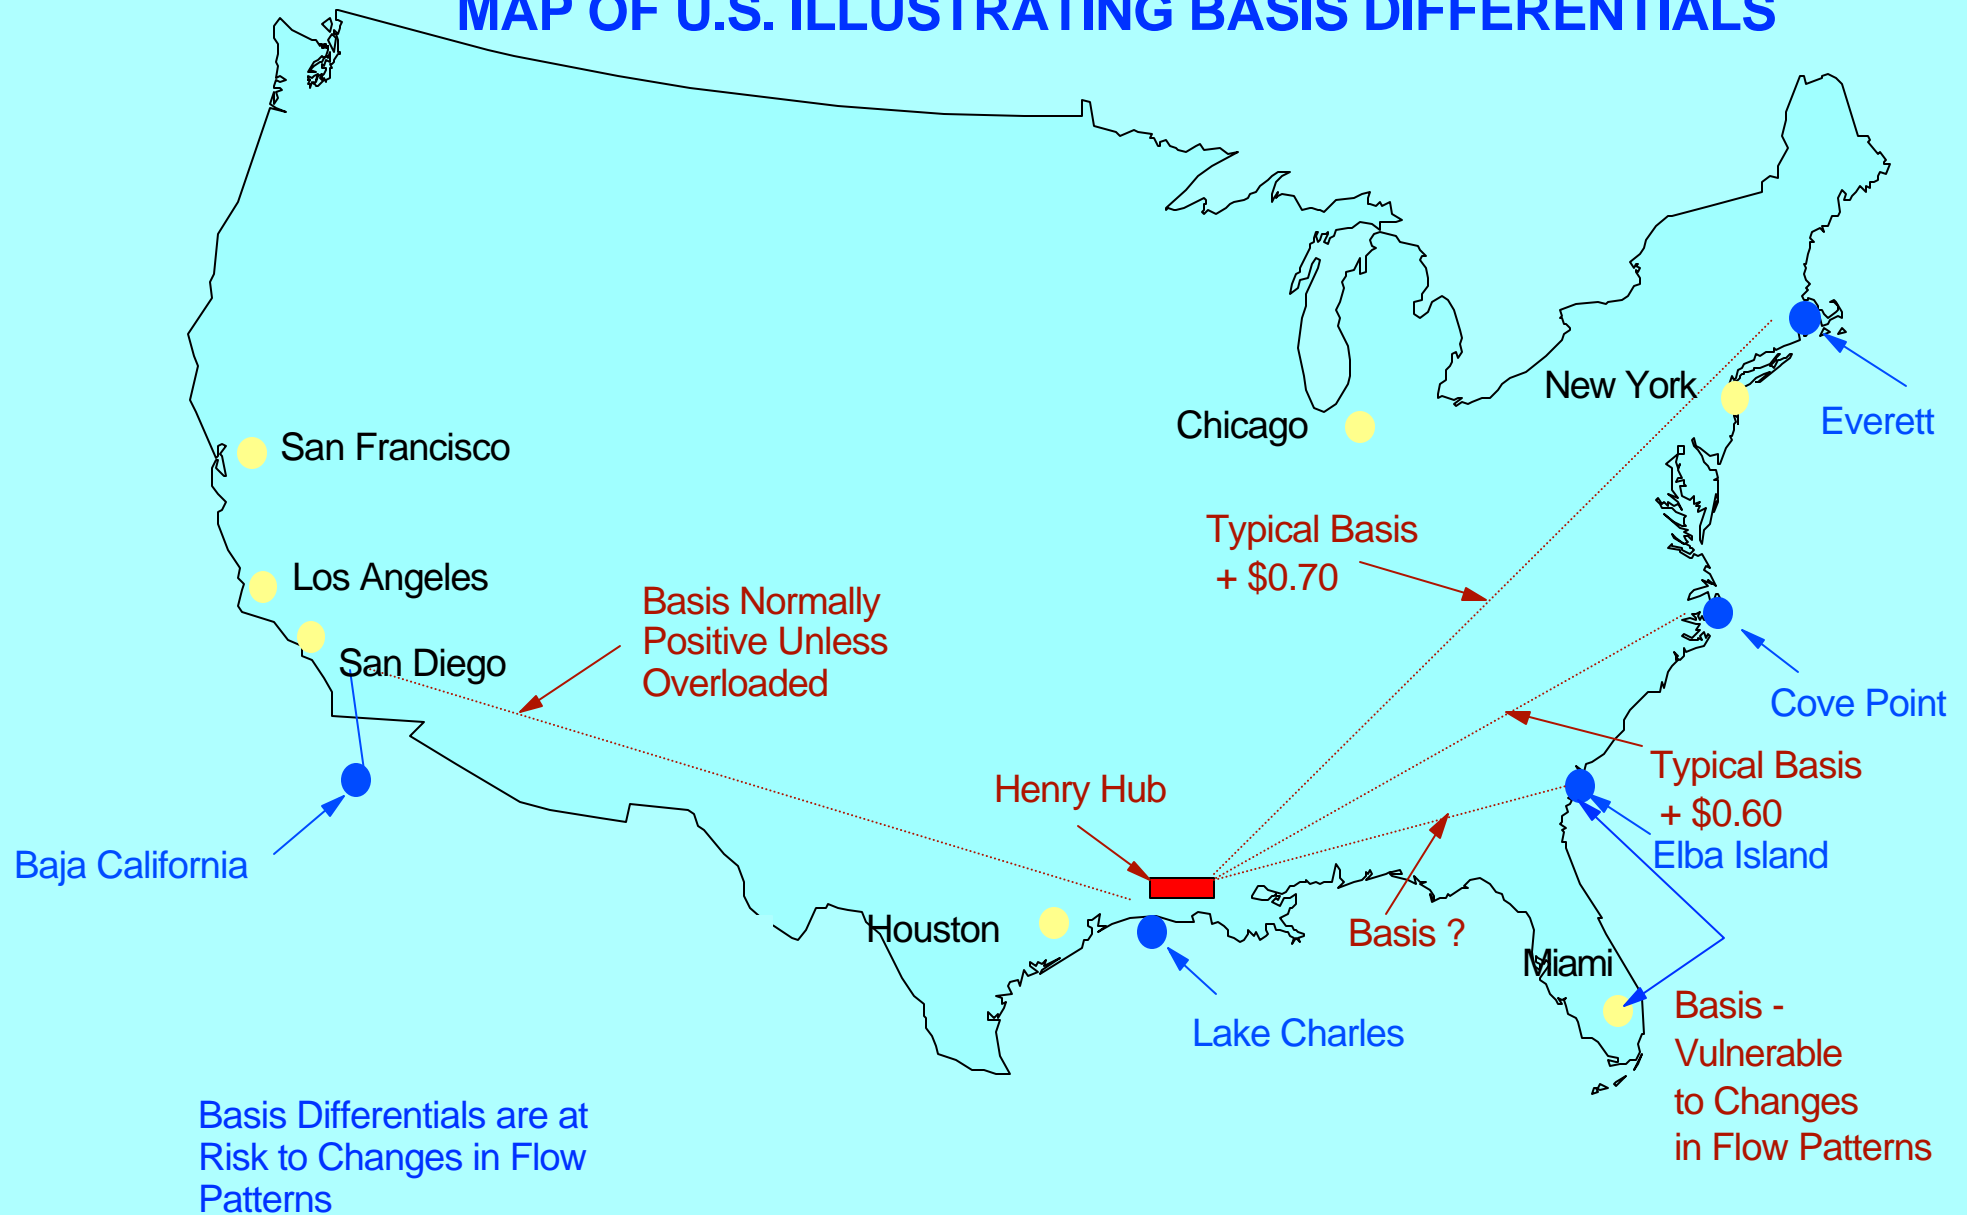 MAP OF U.S. ILLUSTRATING BASIS DIFFERENTIALS
New York
Everett
Chicago
San Francisco
Typical Basis
+ $0.70
Los Angeles
Basis Normally
Positive Unless
Overloaded
San Diego
Cove Point
Typical Basis
+ $0.60
Henry Hub
Elba Island
Baja California
Houston
Basis ?
Miami
Lake Charles
Basis -
Vulnerable
to Changes
in Flow Patterns
Basis Differentials are at
Risk to Changes in Flow
Patterns